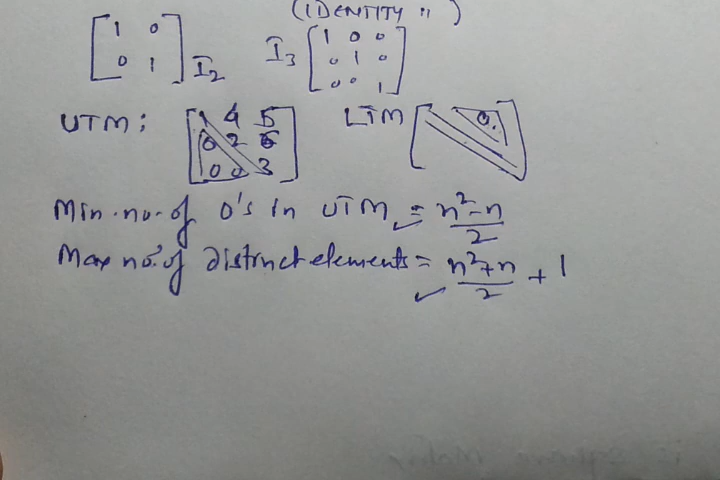 (IDENTITY ")
[1 0 0 1] I2 I3 [1 0 0 0 1 0 0 0 1]
UTM: [1 4 5 0 2 6 0 0 3] LTM [0]
Min. no. of 0's in UTM = n²-n/2
Max no. of distnct elements = n²+n/2 + 1